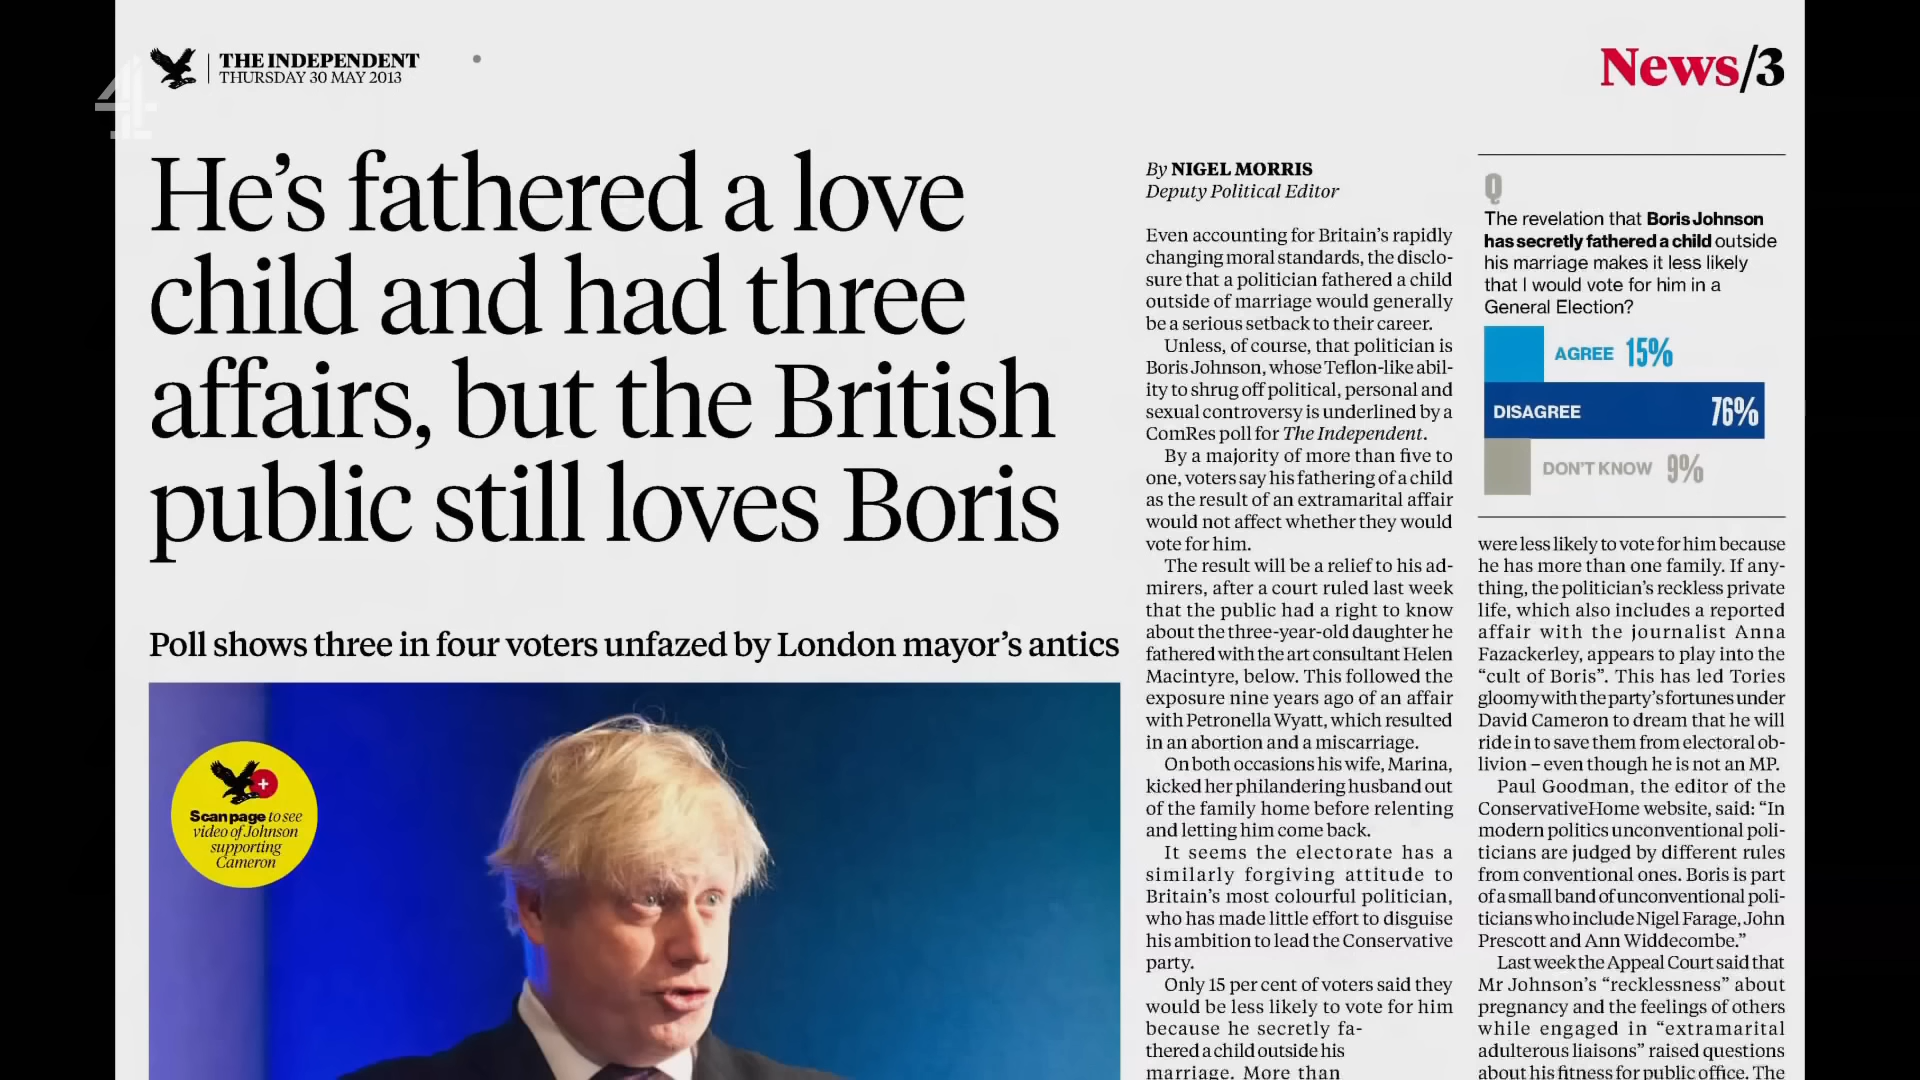 4
THE INDEPENDENT
THURSDAY 30 MAY 2013
News/3
He's fathered a love
child and had three
affairs, but the British
public still loves Boris
Poll shows three in four voters unfazed by London mayor's antics
Scan page to see
video of Johnson
supporting
Cameron
By NIGEL MORRIS
Deputy Political Editor
Even accounting for Britain's rapidly
changing moral standards, the disclo-
sure that a politician fathered a child
outside of marriage would generally
be a serious setback to their career.
Unless, of course, that politician is
Boris Johnson, whose Teflon-like abil-
ity to shrug off political, personal and
sexual controversy is underlined by a
ComRes poll for The Independent.
By a majority of more than five to
one, voters say his fathering of a child
as the result of an extramarital affair
would not affect whether they would
vote for him.
The result will be a relief to his ad-
mirers, after a court ruled last week
that the public had a right to know
about the three-year-old daughter he
fathered with the art consultant Helen
Macintyre, below. This followed the
exposure nine years ago of an affair
with Petronella Wyatt, which resulted
in an abortion and a miscarriage.
On both occasions his wife, Marina,
kicked her philandering husband out
of the family home before relenting
and letting him come back.
It seems the electorate has a
similarly forgiving attitude to
Britain's most colourful politician,
who has made little effort to disguise
his ambition to lead the Conservative
party.
Only 15 per cent of voters said they
would be less likely to vote for him
because he secretly fa-
thered a child outside his
marriage. More than
Q
The revelation that Boris Johnson
has secretly fathered a child outside
his marriage makes it less likely
that I would vote for him in a
General Election?
AGREE 15%
DISAGREE 76%
DON'T KNOW 9%
were less likely to vote for him because
he has more than one family. If any-
thing, the politician's reckless private
life, which also includes a reported
affair with the journalist Anna
Fazackerley, appears to play into the
"cult of Boris". This has led Tories
gloomy with the party's fortunes under
David Cameron to dream that he will
ride in to save them from electoral ob-
livion – even though he is not an MP.
Paul Goodman, the editor of the
ConservativeHome website, said: "In
modern politics unconventional poli-
ticians are judged by different rules
from conventional ones. Boris is part
of a small band of unconventional poli-
ticians who include Nigel Farage, John
Prescott and Ann Widdecombe."
Last week the Appeal Court said that
Mr Johnson's "recklessness" about
pregnancy and the feelings of others
while engaged in "extramarital
adulterous liaisons" raised questions
about his fitness for public office. The